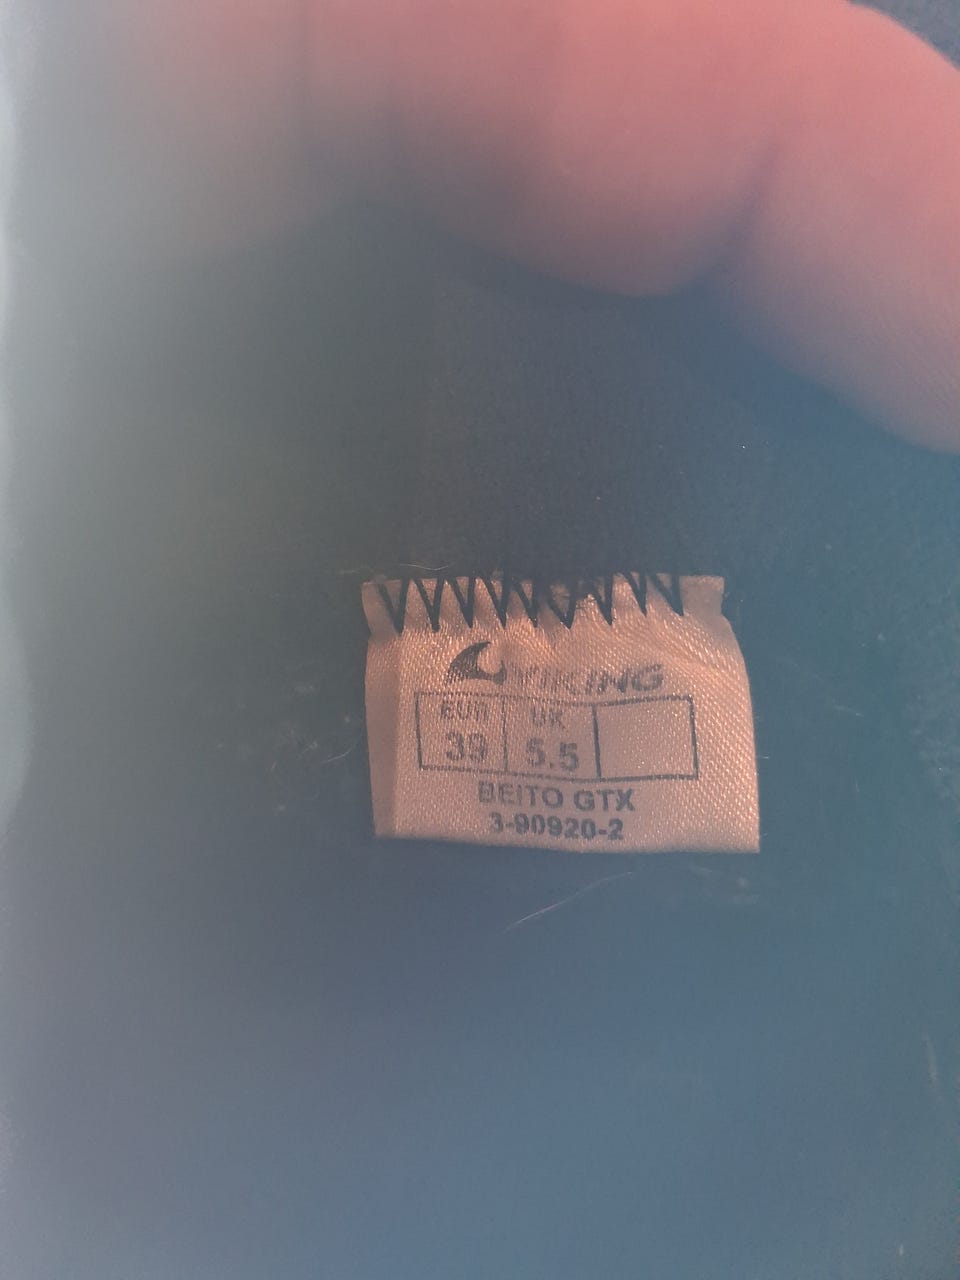 VIKING
EUR UK
39 5.5
BEITO GTX
3-90920-2